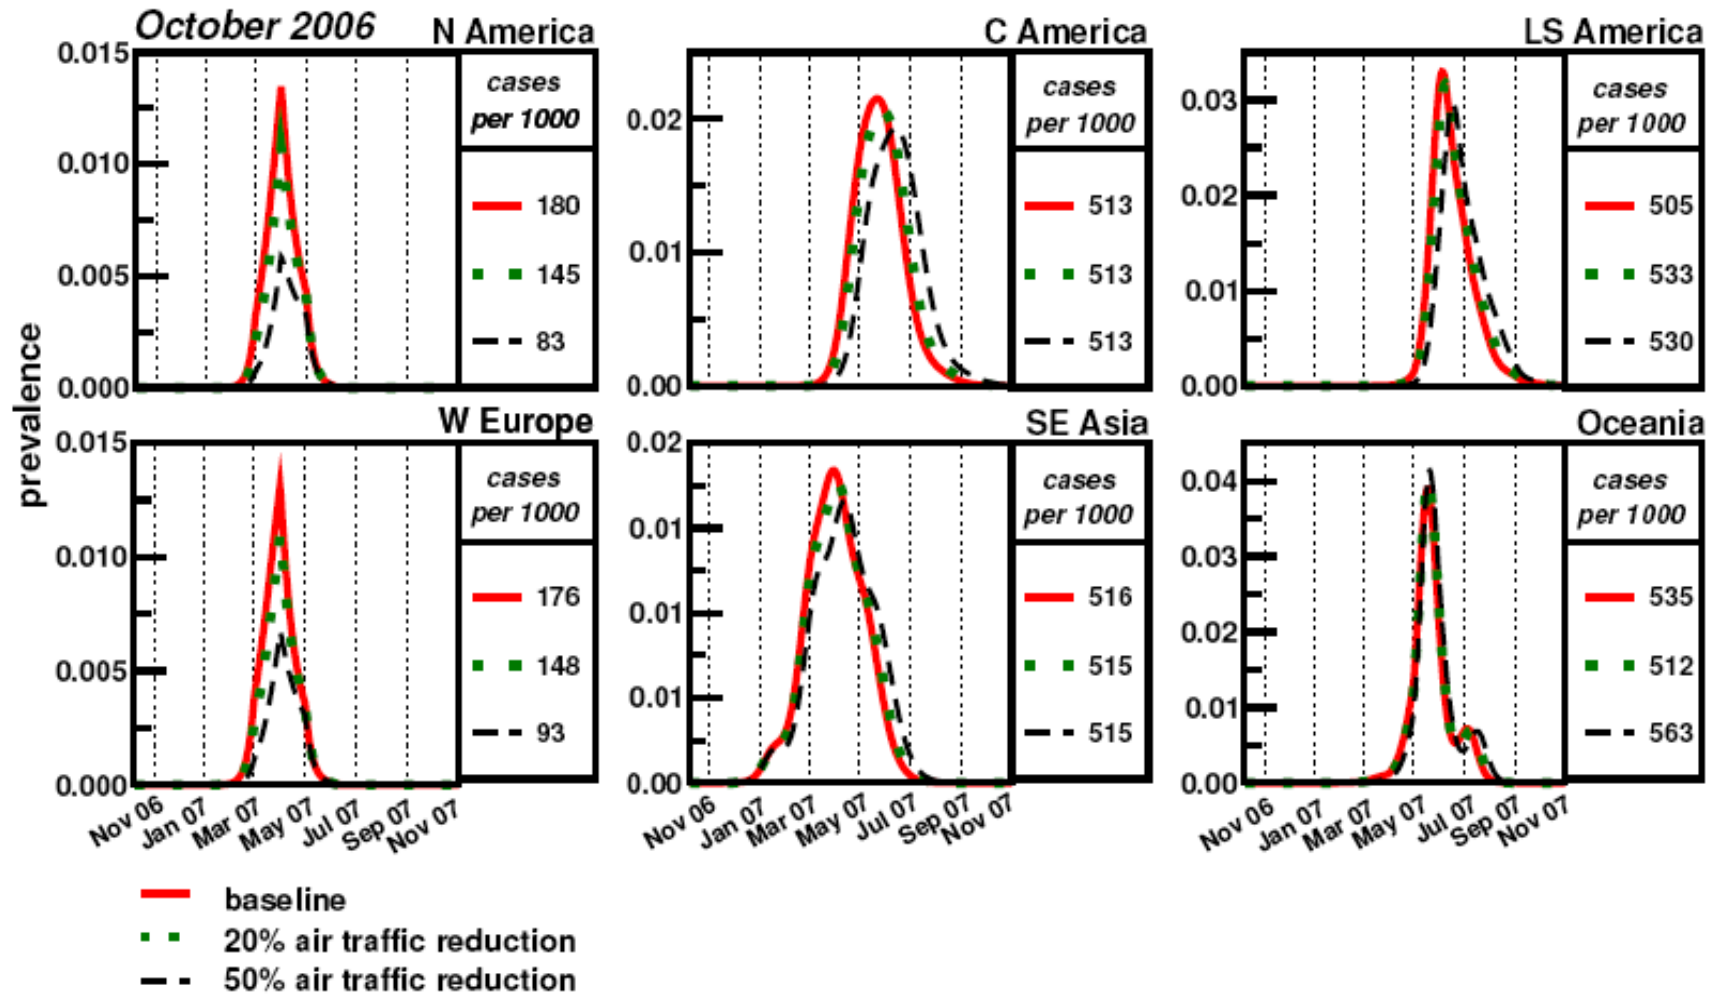 October 2006
N America
0.015
0.010
0.005
0.000
cases
per 1000
180
145
83
C America
0.02
0.01
0.00
cases
per 1000
513
513
513
LS America
0.03
0.02
0.01
0.00
cases
per 1000
505
533
530
prevalence
W Europe
0.015
0.010
0.005
0.000
cases
per 1000
176
148
93
Nov 06 Jan 07 Mar 07 May 07 Jul 07 Sep 07 Nov 07
SE Asia
0.02
0.01
0.01
0.01
0.00
cases
per 1000
516
515
515
Nov 06 Jan 07 Mar 07 May 07 Jul 07 Sep 07 Nov 07
Oceania
0.04
0.03
0.02
0.01
0.00
cases
per 1000
535
512
563
Nov 06 Jan 07 Mar 07 May 07 Jul 07 Sep 07 Nov 07
baseline
20% air traffic reduction
50% air traffic reduction